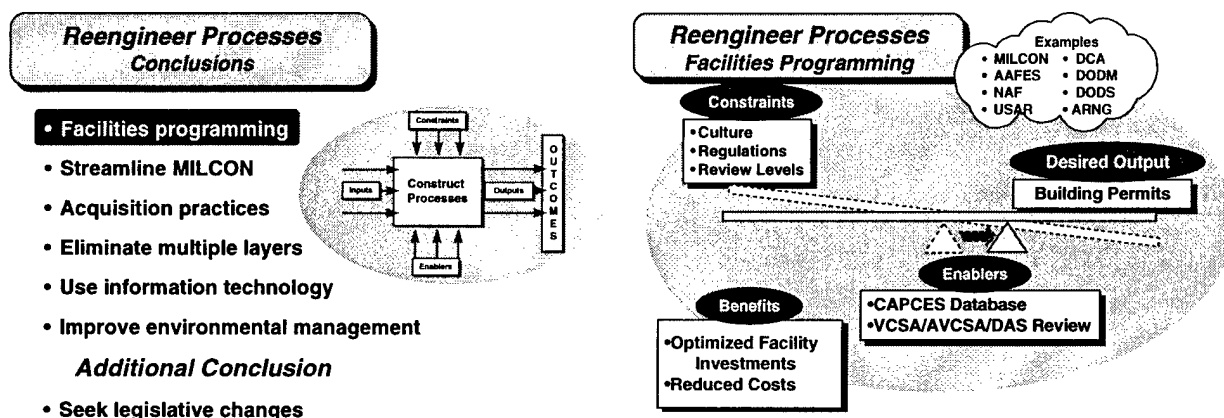 Reengineer Processes
Conclusions
• Facilities programming
• Streamline MILCON
• Acquisition practices
• Eliminate multiple layers
• Use information technology
• Improve environmental management
Additional Conclusion
• Seek legislative changes
Constraints
Inputs
Construct
Processes
Outputs
OUTCOMES
Enablers
Reengineer Processes
Facilities Programming
Examples
• MILCON • DCA
• AAFES • DODM
• NAF • DODS
• USAR • ARNG
Constraints
• Culture
• Regulations
• Review Levels
Desired Output
Building Permits
Enablers
•CAPCES Database
•VCSA/AVCSA/DAS Review
Benefits
•Optimized Facility
Investments
•Reduced Costs